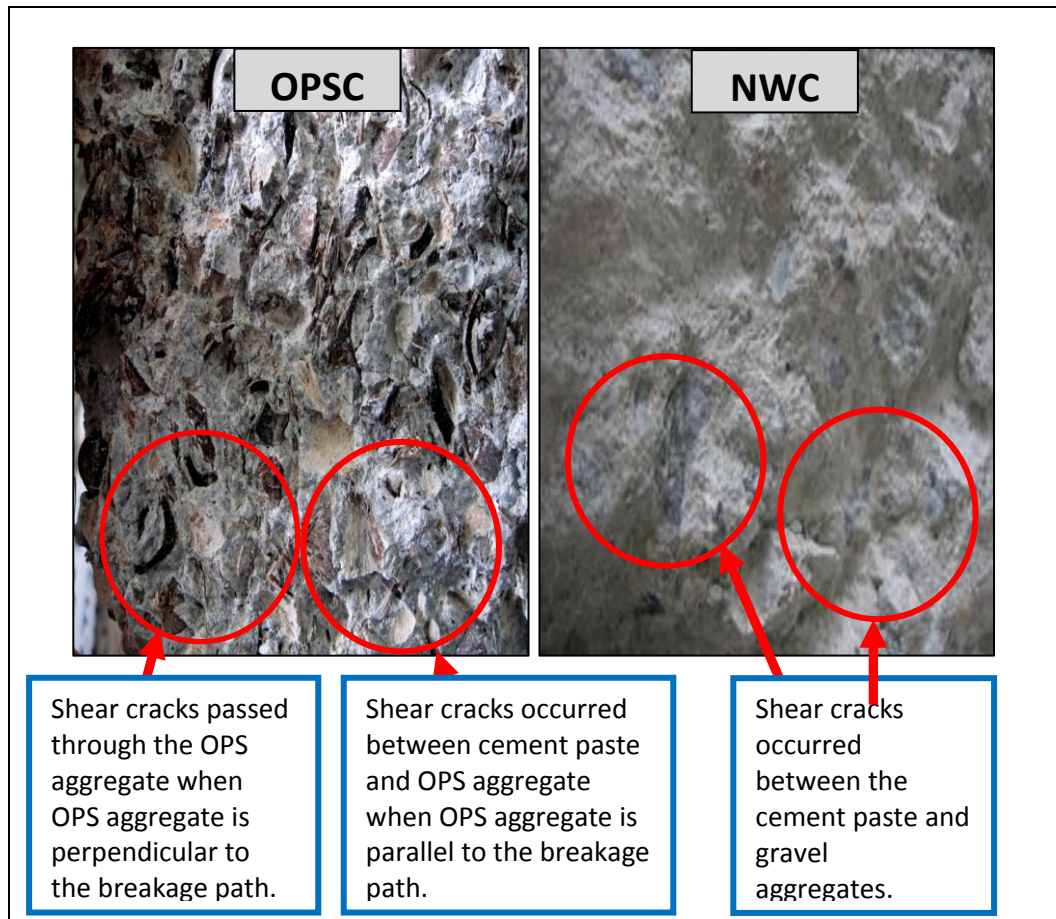 OPSC
NWC
Shear cracks passed
through the OPS
aggregate when
OPS aggregate is
perpendicular to
the breakage path.
Shear cracks occurred
between cement paste
and OPS aggregate
when OPS aggregate is
parallel to the breakage
path.
Shear cracks
occurred
between the
cement paste and
gravel
aggregates.